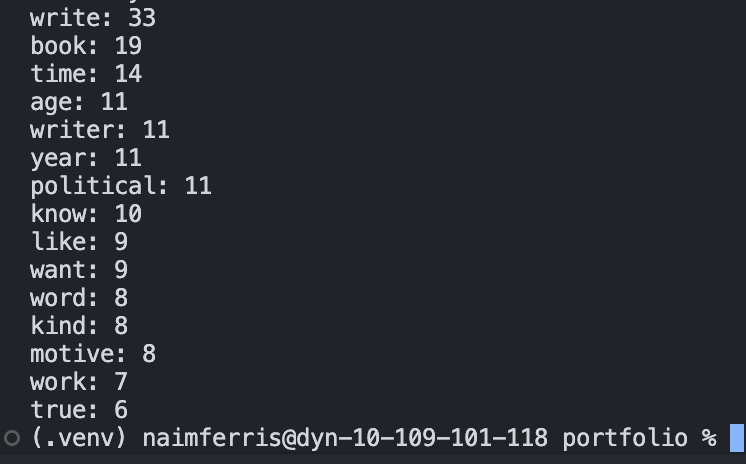 write: 33
book: 19
time: 14
age: 11
writer: 11
year: 11
political: 11
know: 10
like: 9
want: 9
word: 8
kind: 8
motive: 8
work: 7
true: 6
(.venv) naimferris@dyn-10-109-101-118 portfolio %